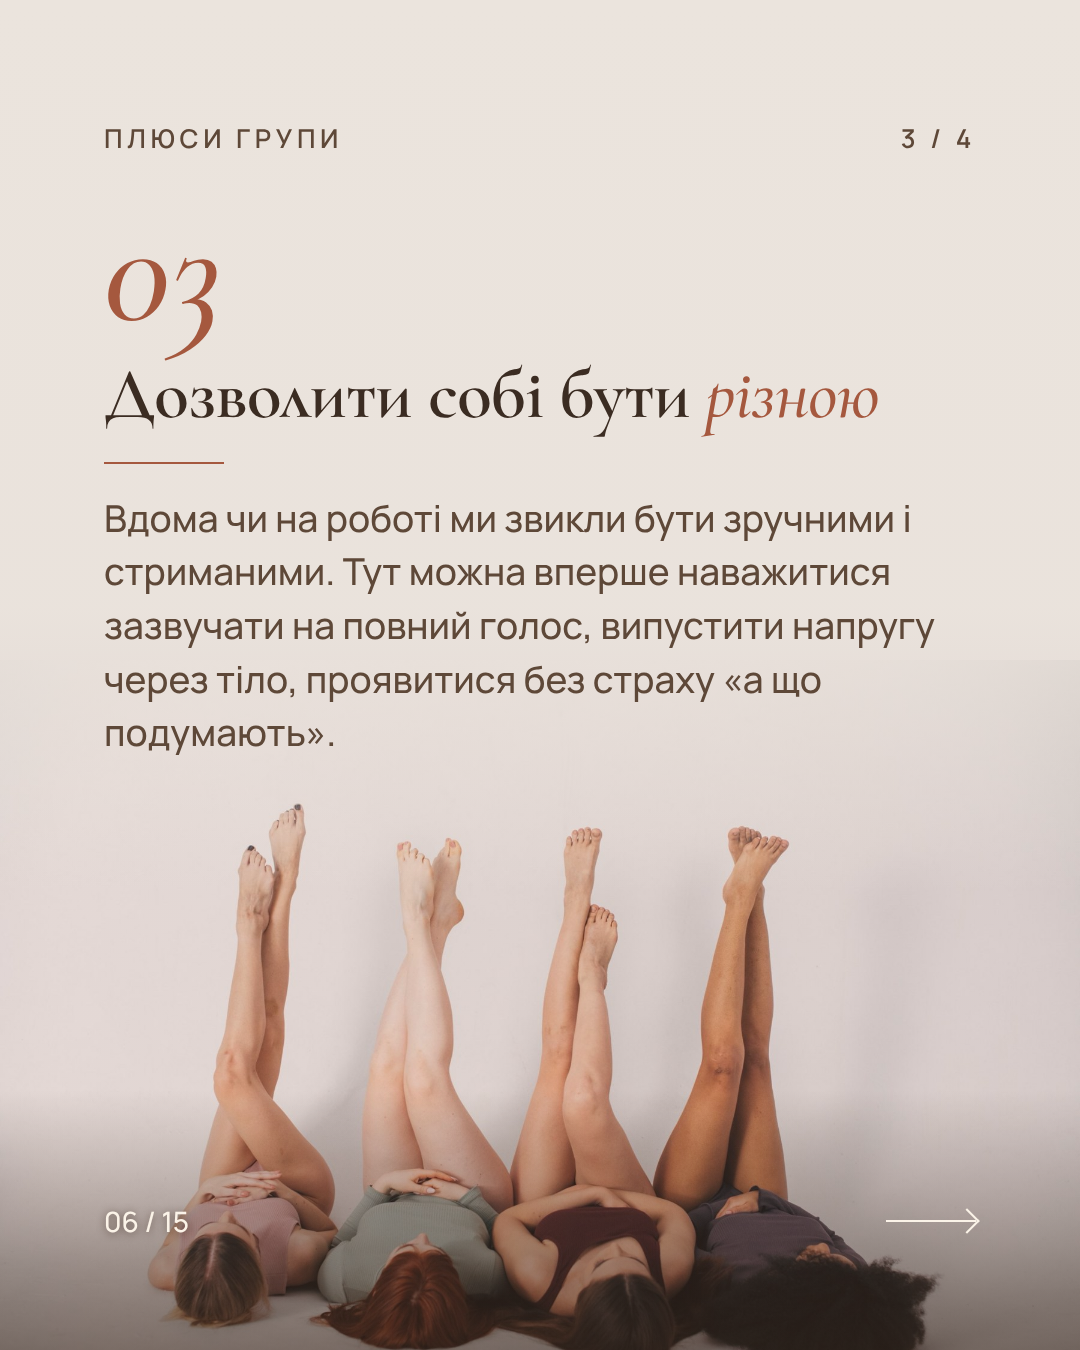 ПЛЮСИ ГРУПИ
3 / 4
03
Дозволити собі бути різною
Вдома чи на роботі ми звикли бути зручними і
стриманими. Тут можна вперше наважитися
зазвучати на повний голос, випустити напругу
через тіло, проявитися без страху «а що
подумають».
06 / 15